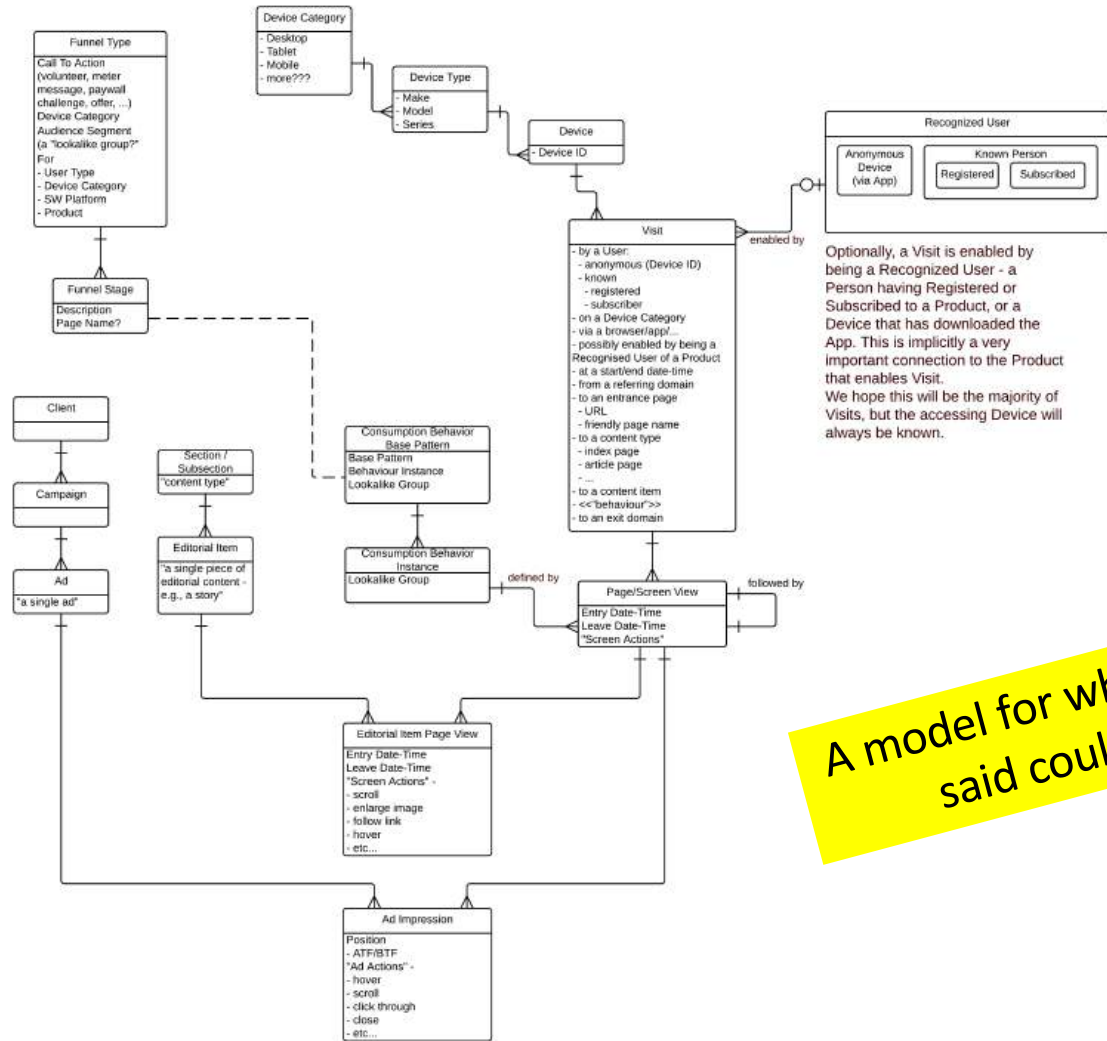 Device Category
- Desktop
- Tablet
- Mobile
- more???
Funnel Type
Call To Action
(volunteer, meter
message, paywall
challenge, offer, ...)
Device Category
Audience Segment
(a "lookalike group?"
For
- User Type
- Device Category
- SW Platform
- Product
Device Type
- Make
- Model
- Series
Device
- Device ID
Recognized User
Anonymous
Device
(via App)
Known Person
Registered
Subscribed
enabled by
Visit
- by a User:
- anonymous (Device ID)
- known
- registered
- subscriber
- on a Device Category
- via a browser/app/...
- possibly enabled by being a
Recognised User of a Product
- at a start/end date-time
- from a referring domain
- to an entrance page
- URL
- friendly page name
- to a content type
- index page
- article page
- ...
- to a content item
- <<"behaviour">>
- to an exit domain
Optionally, a Visit is enabled by
being a Recognized User - a
Person having Registered or
Subscribed to a Product, or a
Device that has downloaded the
App. This is implicitly a very
important connection to the Product
that enables Visit.
We hope this will be the majority of
Visits, but the accessing Device will
always be known.
Funnel Stage
Description
Page Name?
Client
Campaign
Ad
"a single ad"
Section /
Subsection
"content type"
Editorial Item
"a single piece of
editorial content -
e.g., a story"
Consumption Behavior
Base Pattern
Base Pattern
Behaviour Instance
Lookalike Group
Consumption Behavior
Instance
Lookalike Group
defined by
Page/Screen View
Entry Date-Time
Leave Date-Time
"Screen Actions"
followed by
Editorial Item Page View
Entry Date-Time
Leave Date-Time
"Screen Actions" -
- scroll
- enlarge image
- follow link
- hover
- etc...
A model for
said
Ad Impression
Position
- ATF/BTF
"Ad Actions" -
- hover
- scroll
- click through
- close
- etc...